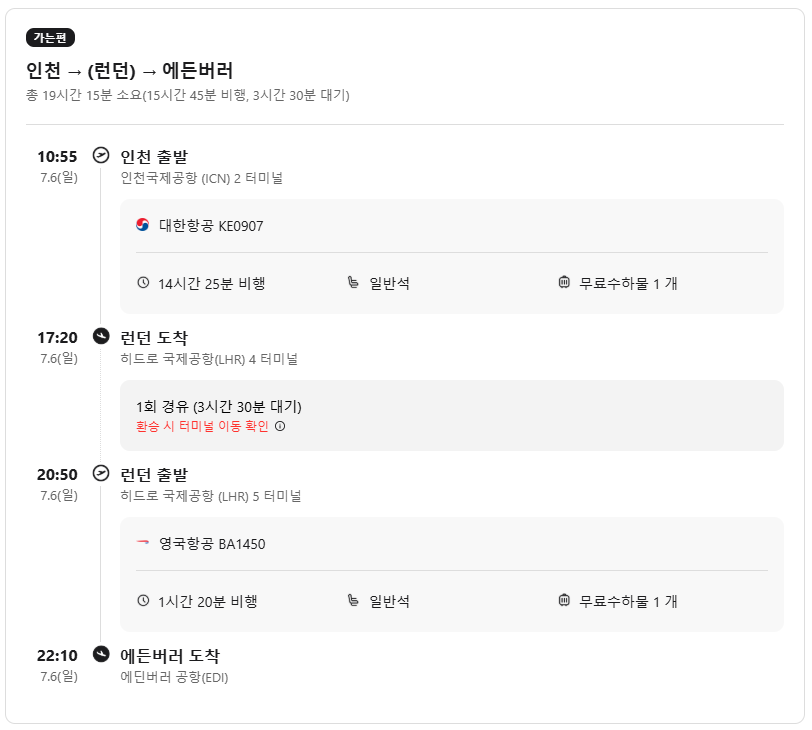 가는편
인천 → (런던) → 에든버러
총 19시간 15분 소요(15시간 45분 비행, 3시간 30분 대기)
10:55 인천 출발
7.6(일) 인천국제공항 (ICN) 2 터미널
대한항공 KE0907
14시간 25분 비행 일반석 무료수하물 1 개
17:20 런던 도착
7.6(일) 히드로 국제공항(LHR) 4 터미널
1회 경유 (3시간 30분 대기)
환승 시 터미널 이동 확인
20:50 런던 출발
7.6(일) 히드로 국제공항 (LHR) 5 터미널
영국항공 BA1450
1시간 20분 비행 일반석 무료수하물 1 개
22:10 에든버러 도착
7.6(일) 에딘버러 공항(EDI)